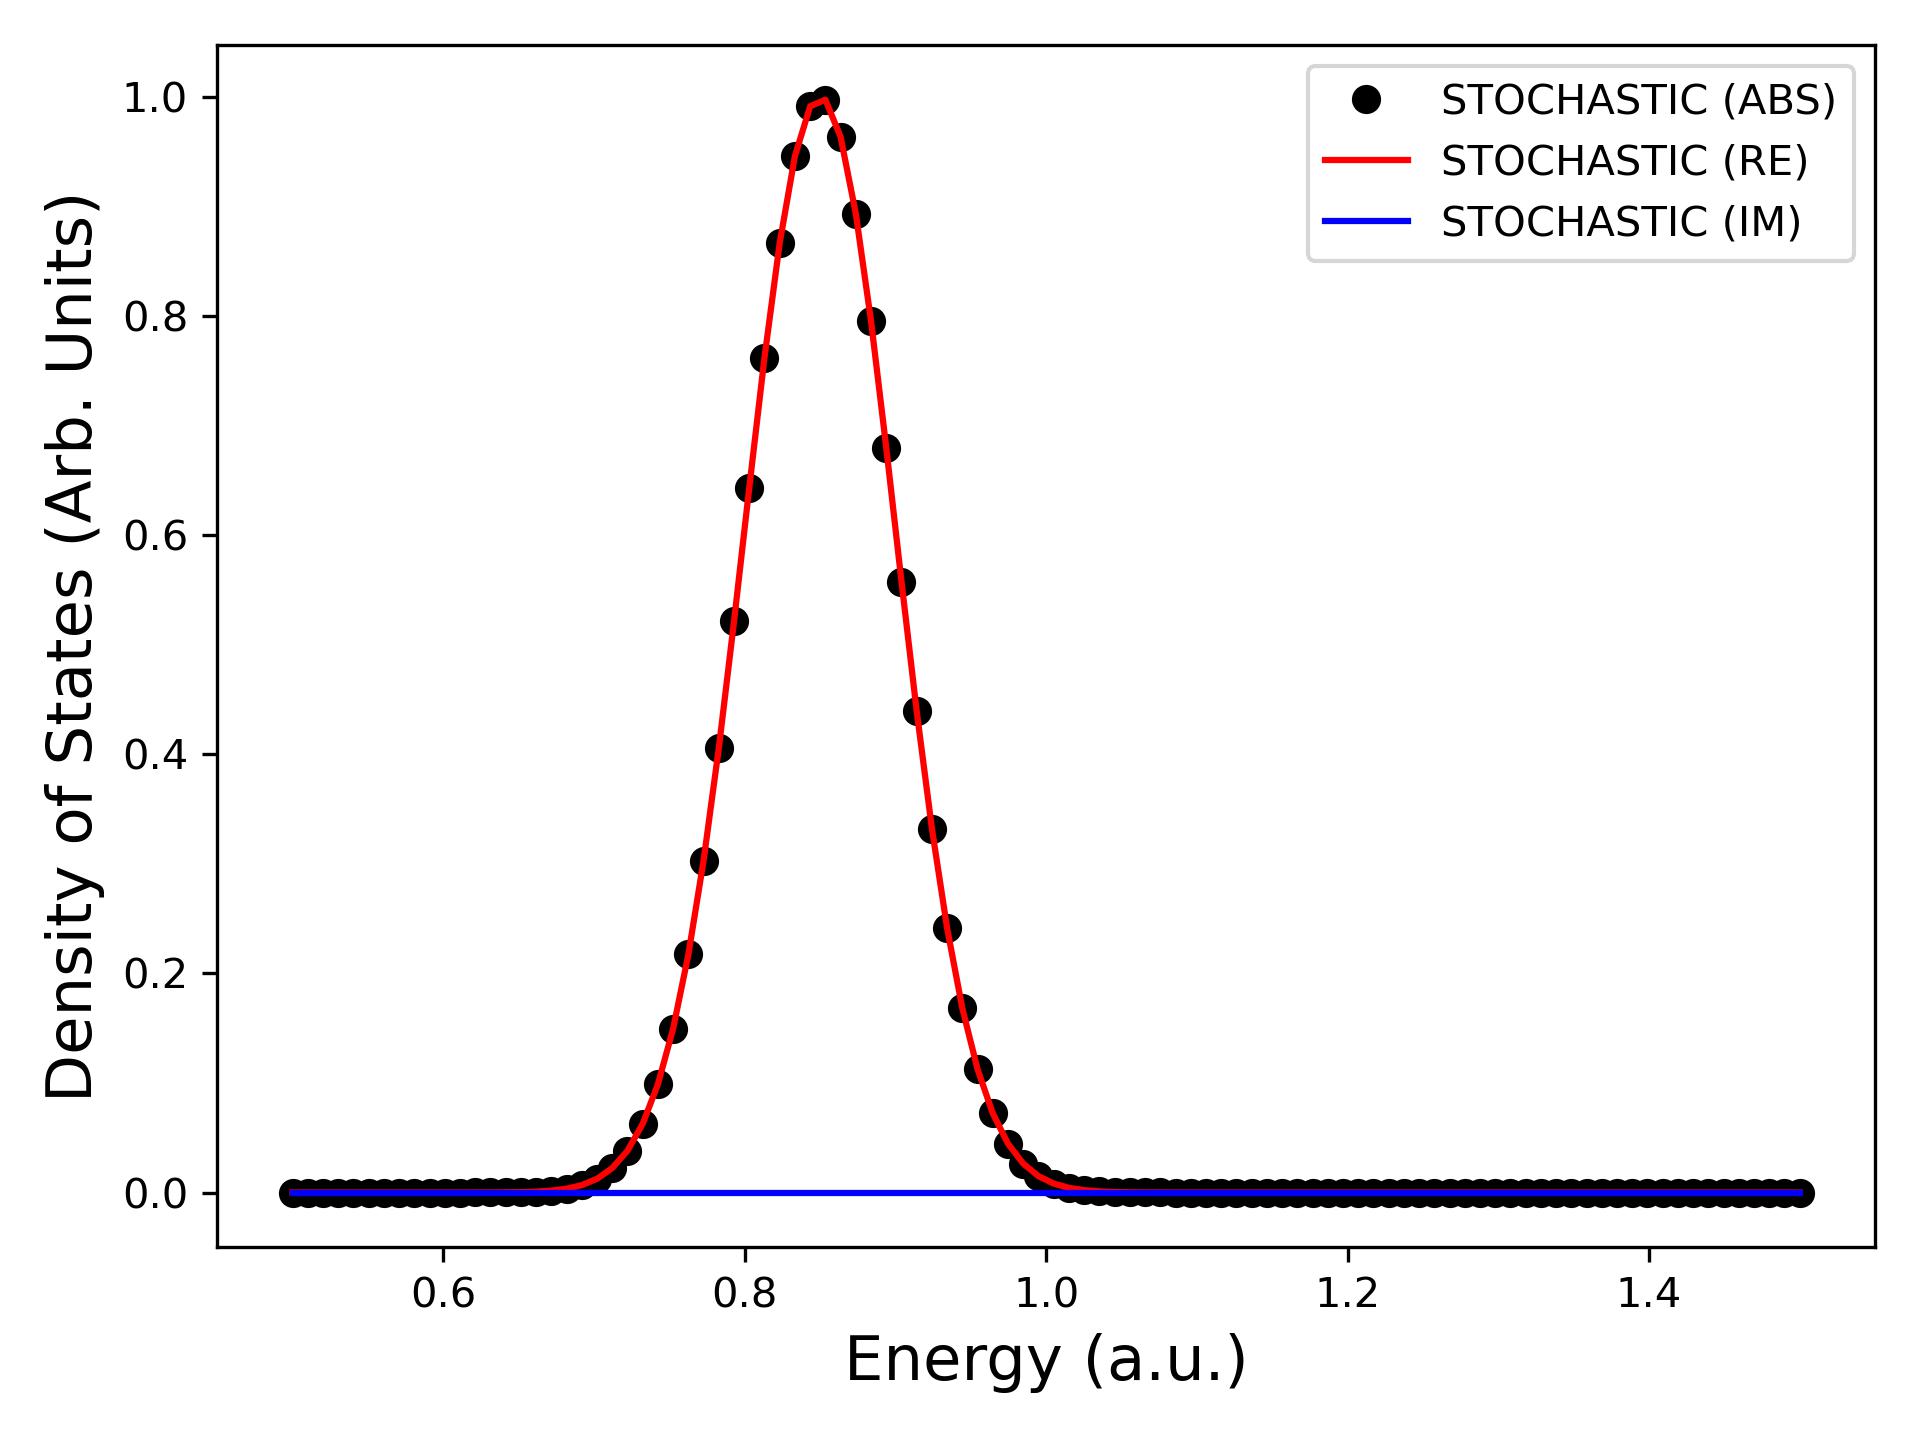 1.0
0.8
0.6
0.4
0.2
0.0
Density of States (Arb. Units)
STOCHASTIC (ABS)
STOCHASTIC (RE)
STOCHASTIC (IM)
0.6 0.8 1.0 1.2 1.4
Energy (a.u.)